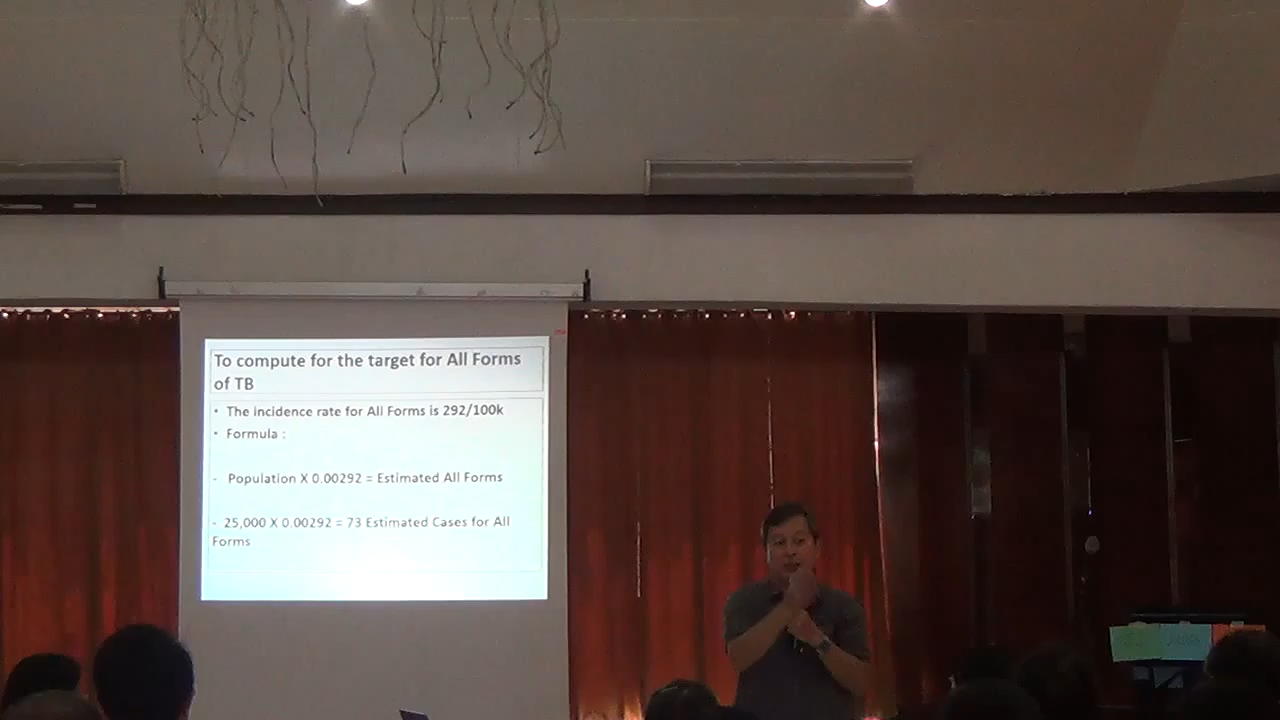 To compute for the target for All Forms
of TB
• The incidence rate for All Forms is 292/100k
• Formula :
- Population X 0.00292 = Estimated All Forms
- 25,000 X 0.00292 = 73 Estimated Cases for All
Forms